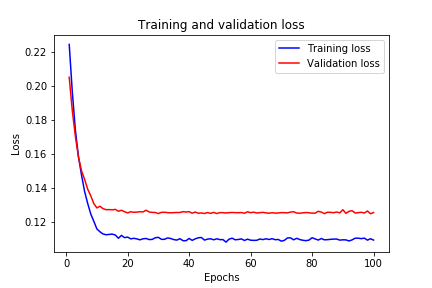 Training and validation loss
Training loss
Validation loss
0.22
0.20
0.18
0.16
0.14
0.12
Loss
0
20
40
60
80
100
Epochs